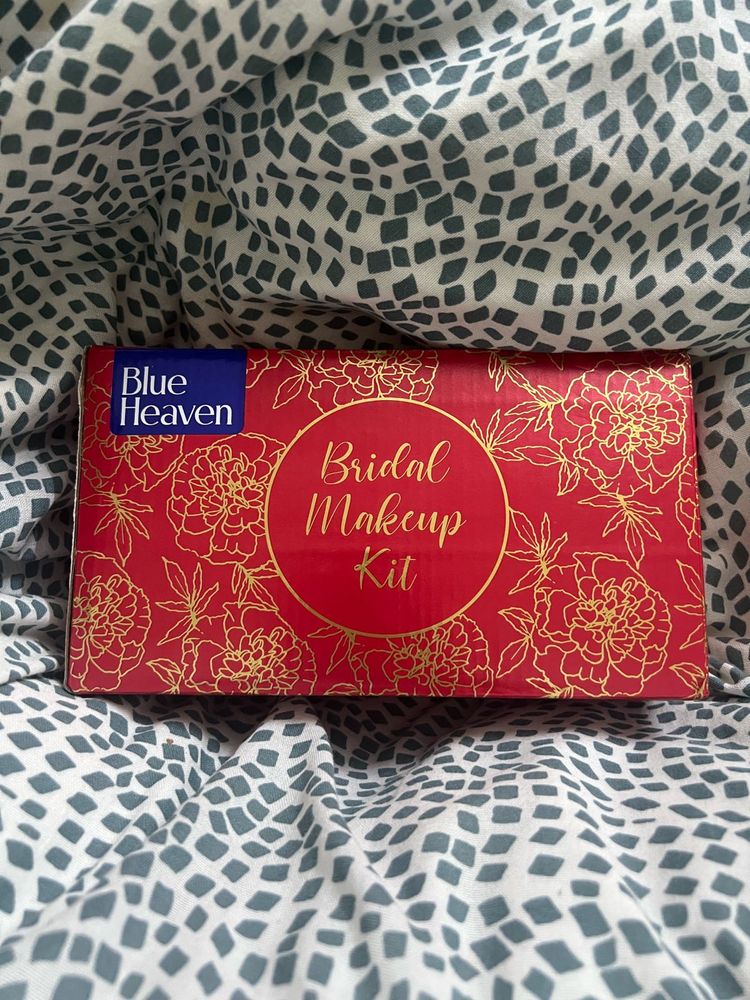 Blue
Heaven
Bridal
Makeup
Kit